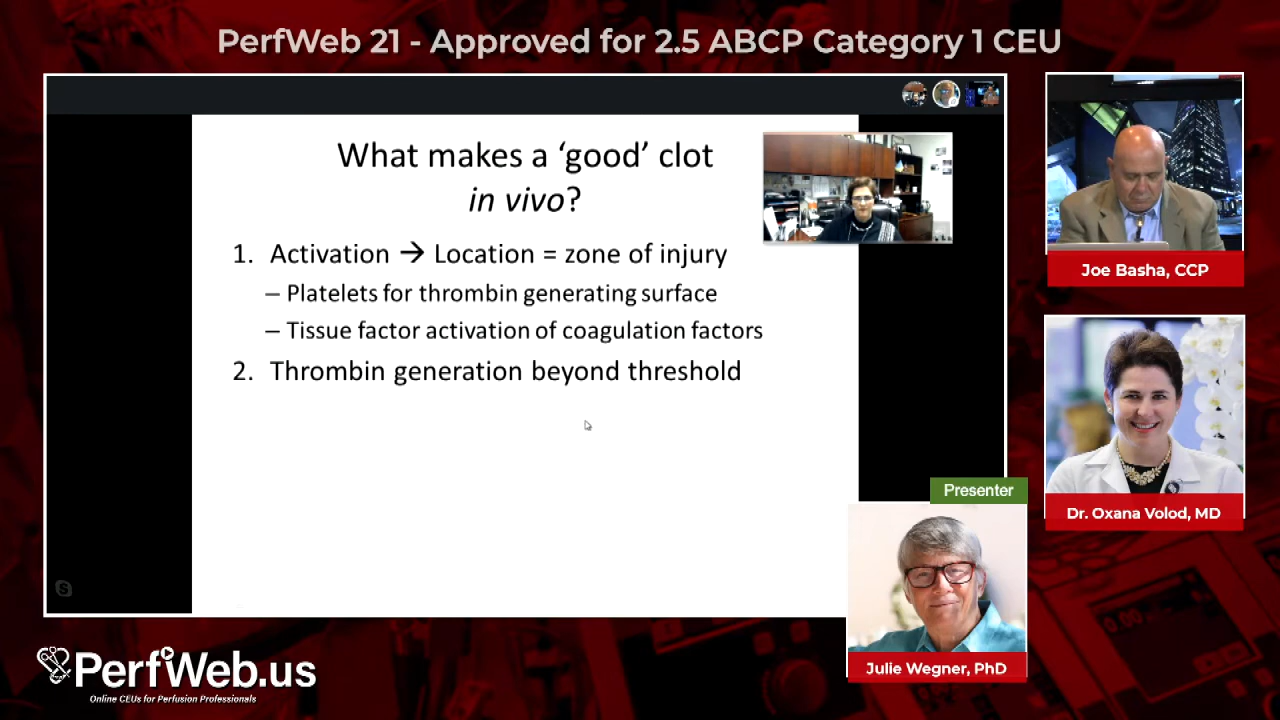 PerfWeb 21 - Approved for 2.5 ABCP Category 1 CEU
What makes a ‘good’ clot
in vivo?
1. Activation → Location = zone of injury
– Platelets for thrombin generating surface
– Tissue factor activation of coagulation factors
2. Thrombin generation beyond threshold
Joe Basha, CCP
Dr. Oxana Volod, MD
Presenter
Julie Wegner, PhD
PerfWeb.us
Online CEUs for Perfusion Professionals